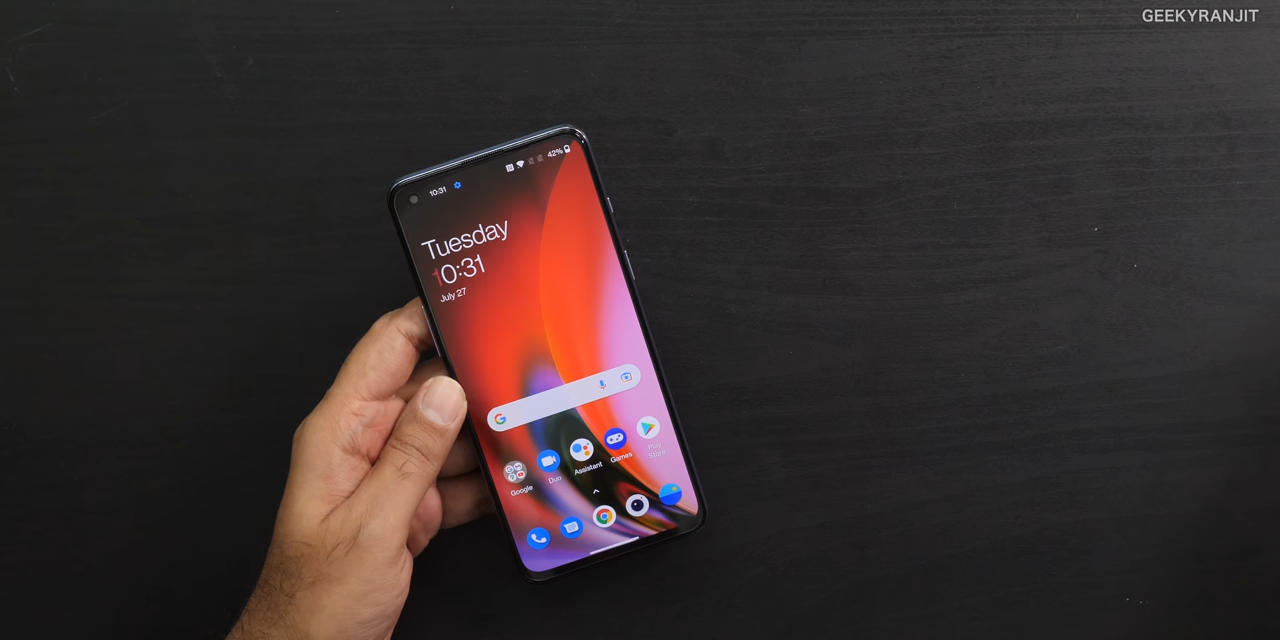 GEEKYRANJIT
10:31
42%
Tuesday
10:31
July 27
G
Google
Duo
Assistant
Games
Play
Store